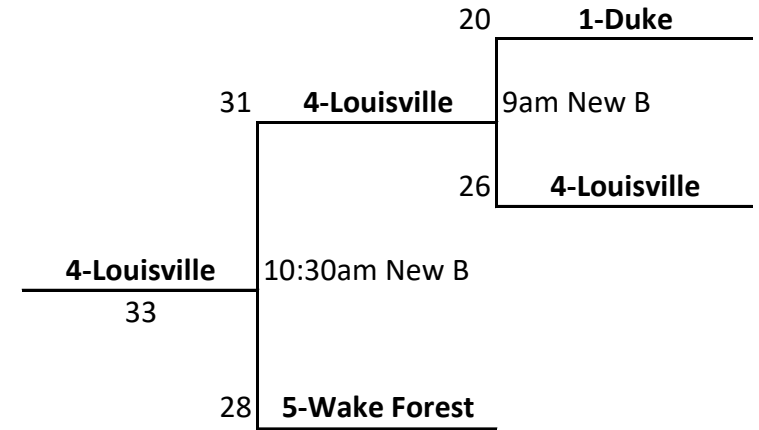 20 1-Duke
31 4-Louisville 9am New B
26 4-Louisville
4-Louisville 10:30am New B
33
28 5-Wake Forest